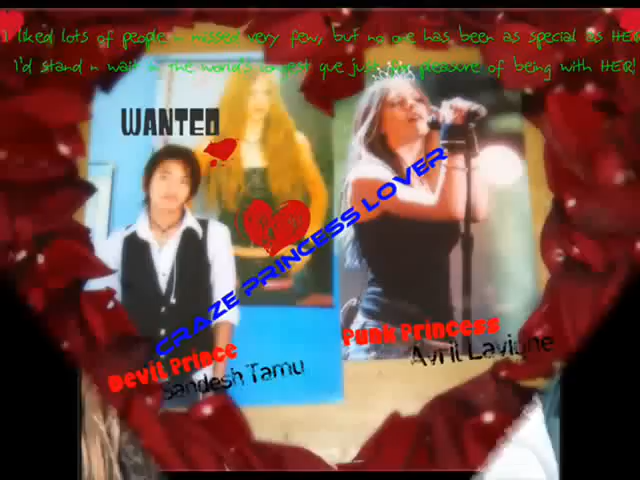 I liked lots of people n missed very few, but no one has been as special as HER
I'd stand n wait in the world's longest que just for pleasure of being with HER!
WANTED
CRAZE PRINCESS LOVER
Punk Princess
Avril Lavigne
Devil Prince
Sandesh Tamu